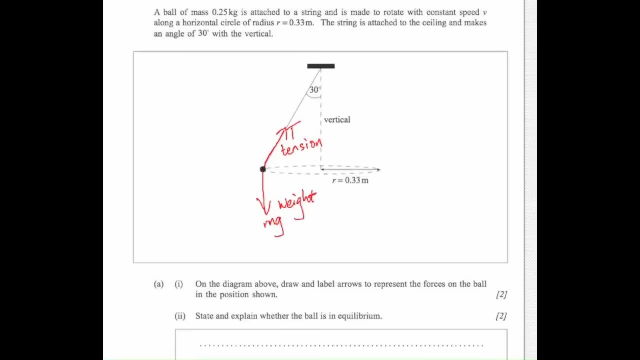 A ball of mass 0.25 kg is attached to a string and is made to rotate with constant speed v
along a horizontal circle of radius r = 0.33 m. The string is attached to the ceiling and makes
an angle of 30° with the vertical.
30°
vertical
T
tension
r = 0.33 m
weight
mg
(a) (i) On the diagram above, draw and label arrows to represent the forces on the ball
in the position shown. [2]
(ii) State and explain whether the ball is in equilibrium. [2]